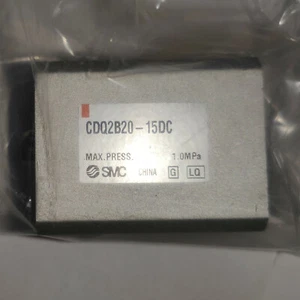 CDQ2B20-15DC
MAX.PRESS. 1.0MPa
SMC CHINA G LQ